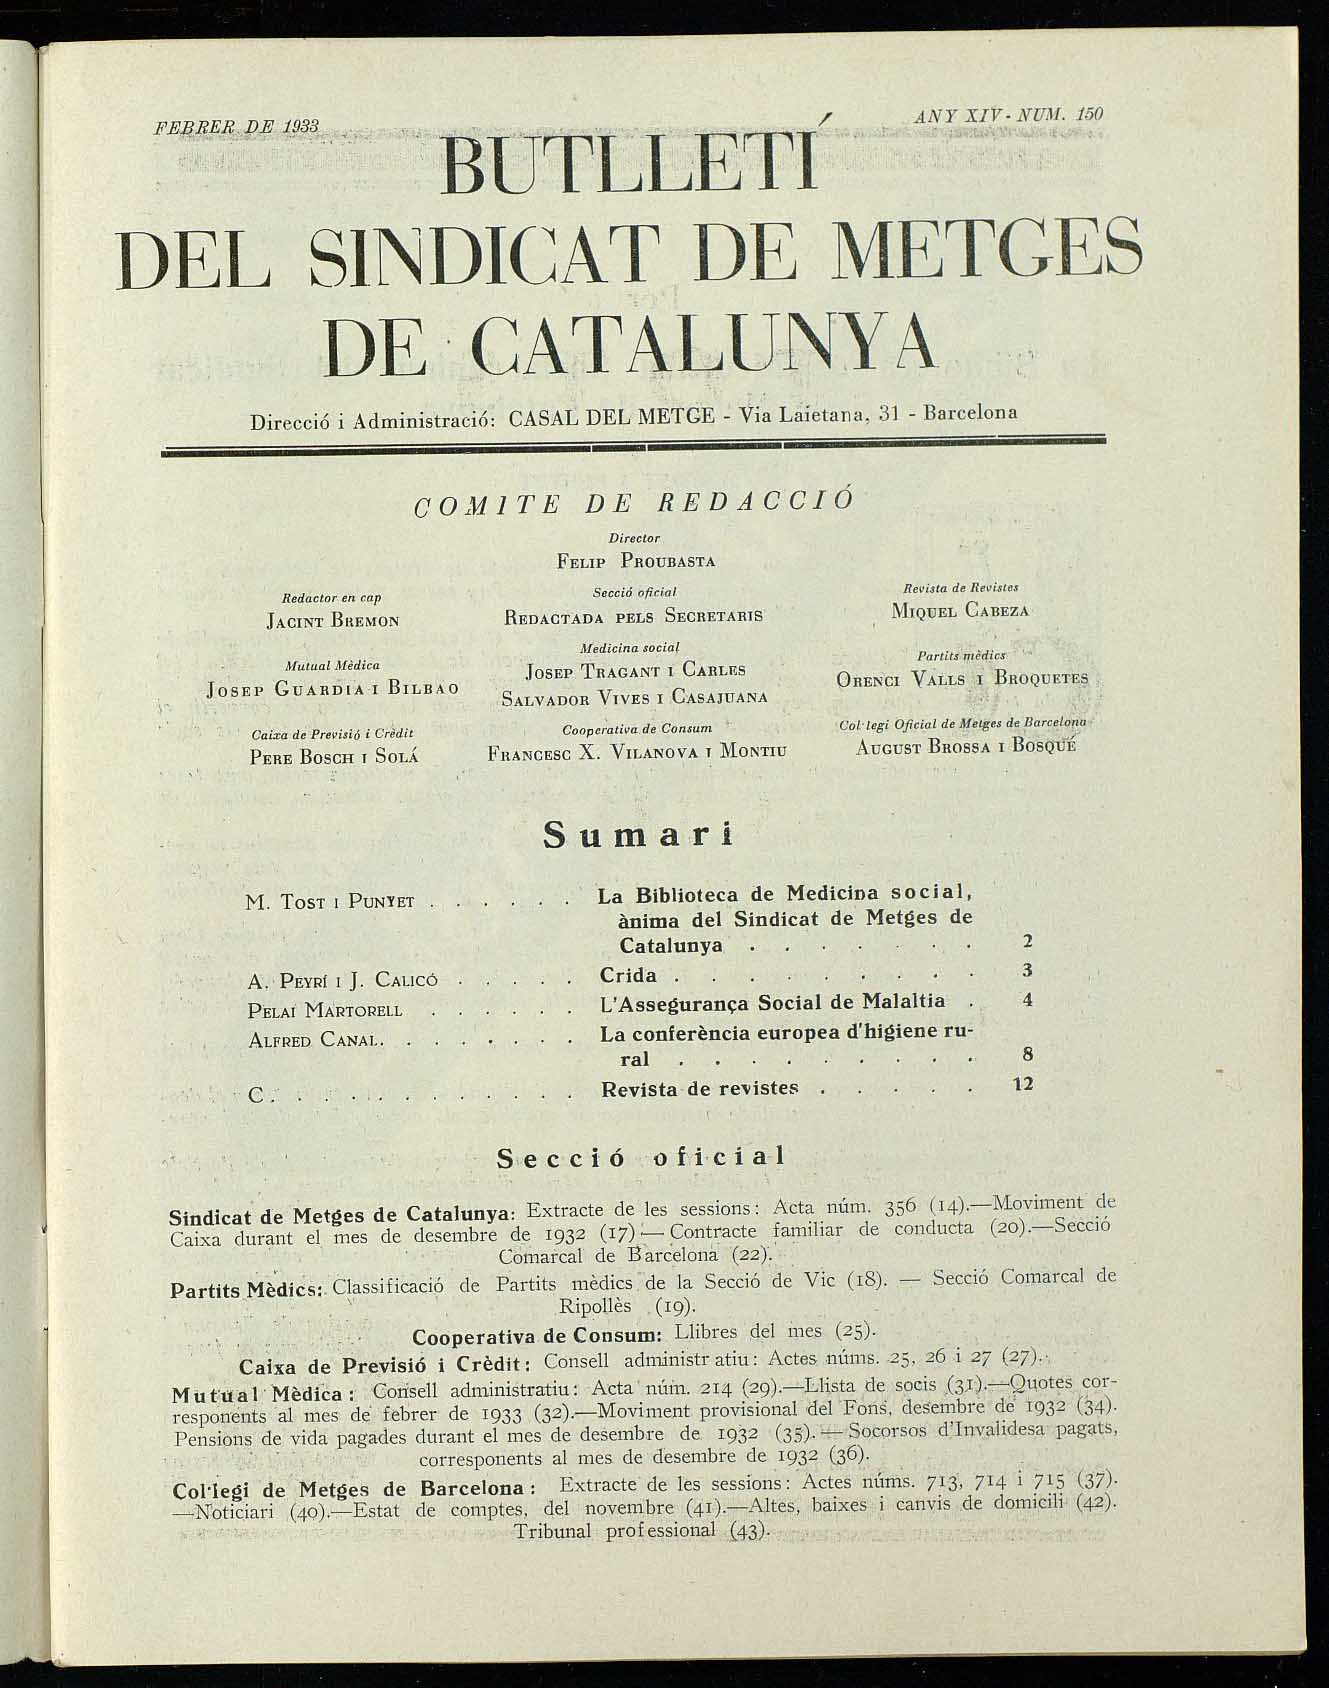 FEBRER DE 1933
ANY XIV - NUM. 150
BUTLLETÍ
DEL SINDICAT DE METGES
DE CATALUNYA
Direcció i Administració: CASAL DEL METGE - Via Laietana, 31 - Barcelona
COMITE DE REDACCIÓ
Director
FELIP PROUBASTA
Redactor en cap
JACINT BREMON
Secció oficial
REDACTADA PELS SECRETARIS
Revista de Revistes
MIQUEL CABEZA
Mutual Mèdica
JOSEP GUARDIA I BILBAO
Medicina social
JOSEP TRAGANT I CARLES
SALVADOR VIVES I CASAJUANA
Partits mèdics
ORENCI VALLS I BROQUETES
Caixa de Previsió i Crèdit
PERE BOSCH I SOLÁ
Cooperativa de Consum
FRANCESC X. VILANOVA I MONTIU
Col·legi Oficial de Metges de Barcelona
AUGUST BROSSA I BOSQUÉ
Sumari
M. TOST I PUNYET . . . . . . La Biblioteca de Medicina social,
ànima del Sindicat de Metges de
Catalunya . . . . . . . 2
A. PEYRÍ I J. CALICÓ . . . . . Crida . . . . . . . . . 3
PELAI MARTORELL . . . . . . L'Assegurança Social de Malaltia . 4
ALFRED CANAL. . . . . . . . La conferència europea d'higiene ru-
ral . . . . . . . . . 8
C. . . . . . . . . . . . Revista de revistes . . . . . 12
Secció oficial
Sindicat de Metges de Catalunya: Extracte de les sessions: Acta núm. 356 (14).—Moviment de
Caixa durant el mes de desembre de 1932 (17).—Contracte familiar de conducta (20).—Secció
Comarcal de Barcelona (22).
Partits Mèdics: Classificació de Partits mèdics de la Secció de Vic (18). — Secció Comarcal de
Ripollès (19).
Cooperativa de Consum: Llibres del mes (25).
Caixa de Previsió i Crèdit: Consell administratiu: Actes núms. 25, 26 i 27 (27).
Mutual Mèdica: Consell administratiu: Acta núm. 214 (29).—Llista de socis (31).—Quotes cor-
responents al mes de febrer de 1933 (32).—Moviment provisional del Fons, desembre de 1932 (34).
Pensions de vida pagades durant el mes de desembre de 1932 (35).—Socorsos d'Invalidesa pagats,
corresponents al mes de desembre de 1932 (36).
Col·legi de Metges de Barcelona: Extracte de les sessions: Actes núms. 713, 714 i 715 (37).
—Noticiari (40).—Estat de comptes, del novembre (41).—Altes, baixes i canvis de domicili (42).
Tribunal professional (43).